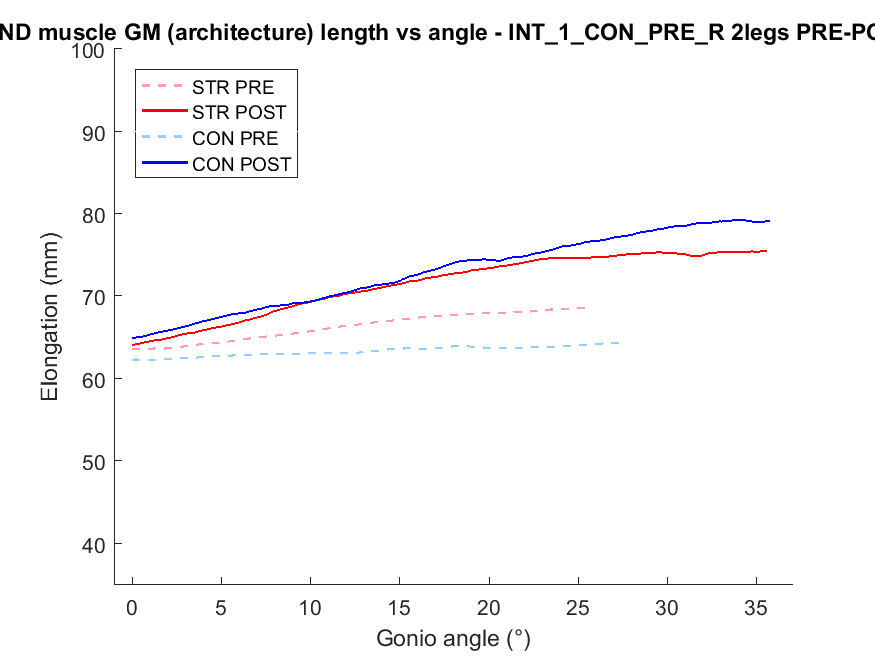 ND muscle GM (architecture) length vs angle - INT_1_CON_PRE_R 2legs PRE-PO
100
90
80
70
60
50
40
STR PRE
STR POST
CON PRE
CON POST
Elongation (mm)
0 5 10 15 20 25 30 35
Gonio angle (°)